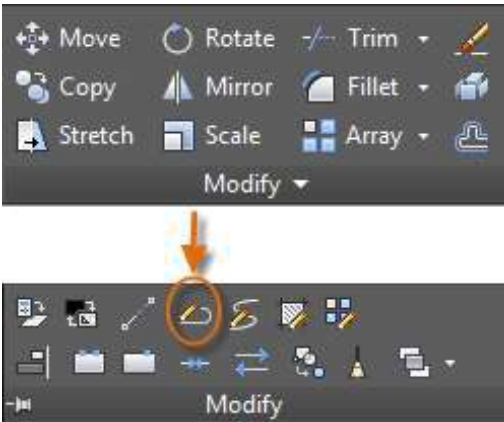 Move Rotate Trim
Copy Mirror Fillet
Stretch Scale Array
Modify
Modify